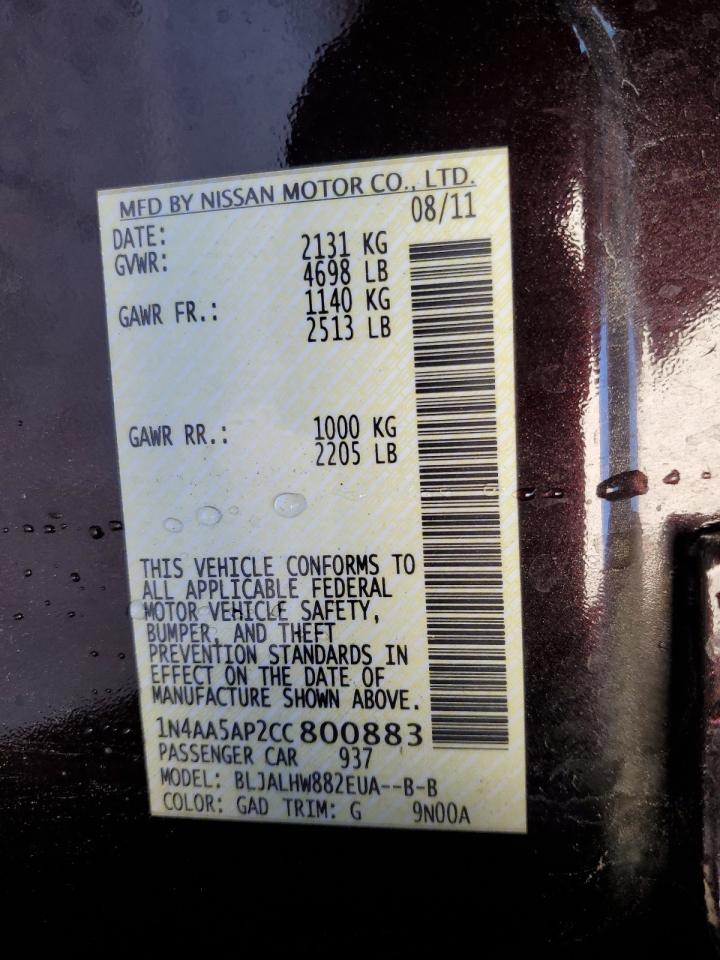 MFD BY NISSAN MOTOR CO., LTD.
DATE: 08/11
GVWR: 2131 KG
4698 LB
GAWR FR.: 1140 KG
2513 LB
GAWR RR.: 1000 KG
2205 LB
THIS VEHICLE CONFORMS TO
ALL APPLICABLE FEDERAL
MOTOR VEHICLE SAFETY,
BUMPER, AND THEFT
PREVENTION STANDARDS IN
EFFECT ON THE DATE OF
MANUFACTURE SHOWN ABOVE.
1N4AA5AP2CC800883
PASSENGER CAR 937
MODEL: BLJALHW882EUA--B-B
COLOR: GAD TRIM: G 9N00A